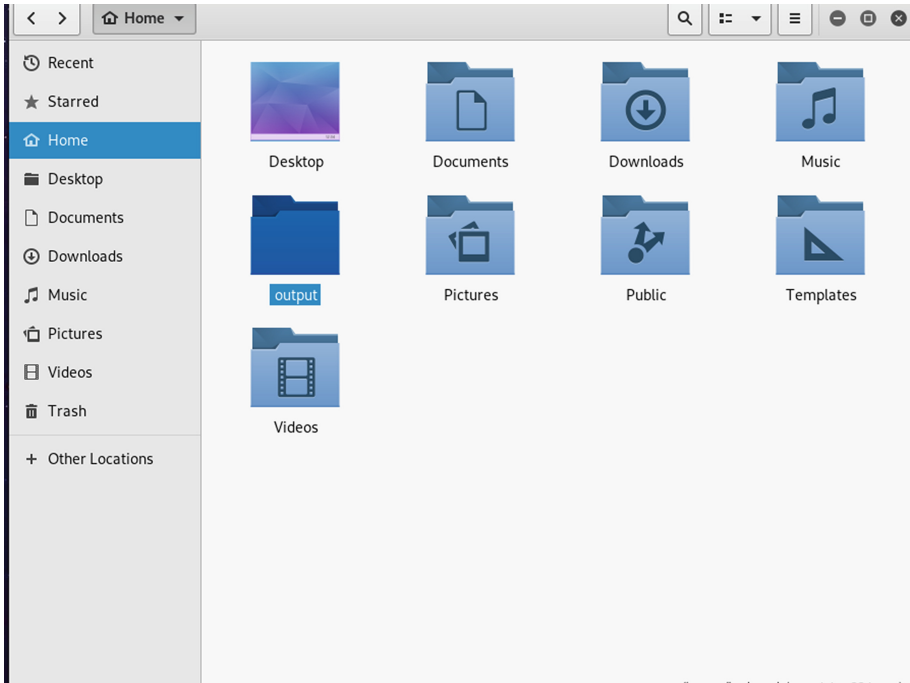 Home
Recent
Starred
Home
Desktop
Documents
Downloads
Music
Pictures
Videos
Trash
Other Locations
Desktop Documents Downloads Music
output Pictures Public Templates
Videos